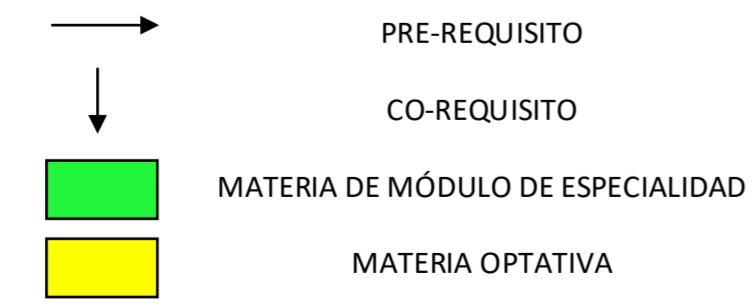 PRE-REQUISITO
CO-REQUISITO
MATERIA DE MÓDULO DE ESPECIALIDAD
MATERIA OPTATIVA